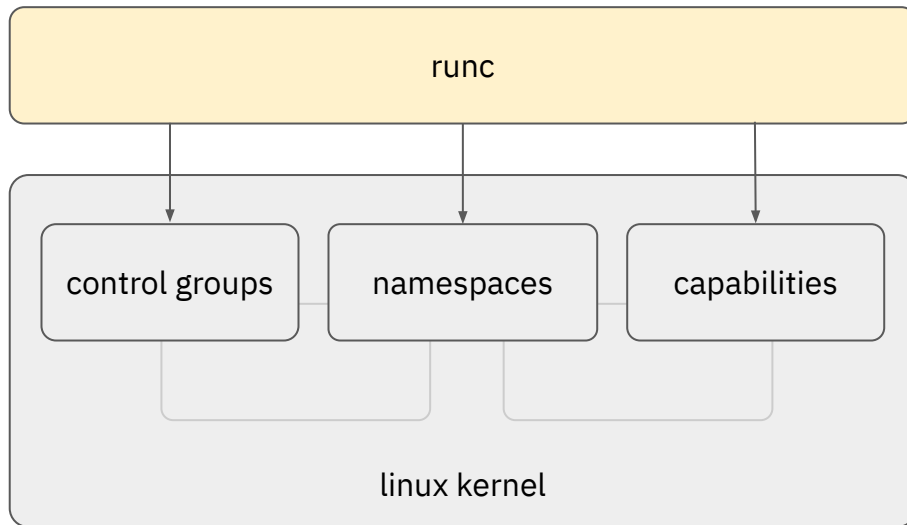 runc
control groups
namespaces
capabilities
linux kernel